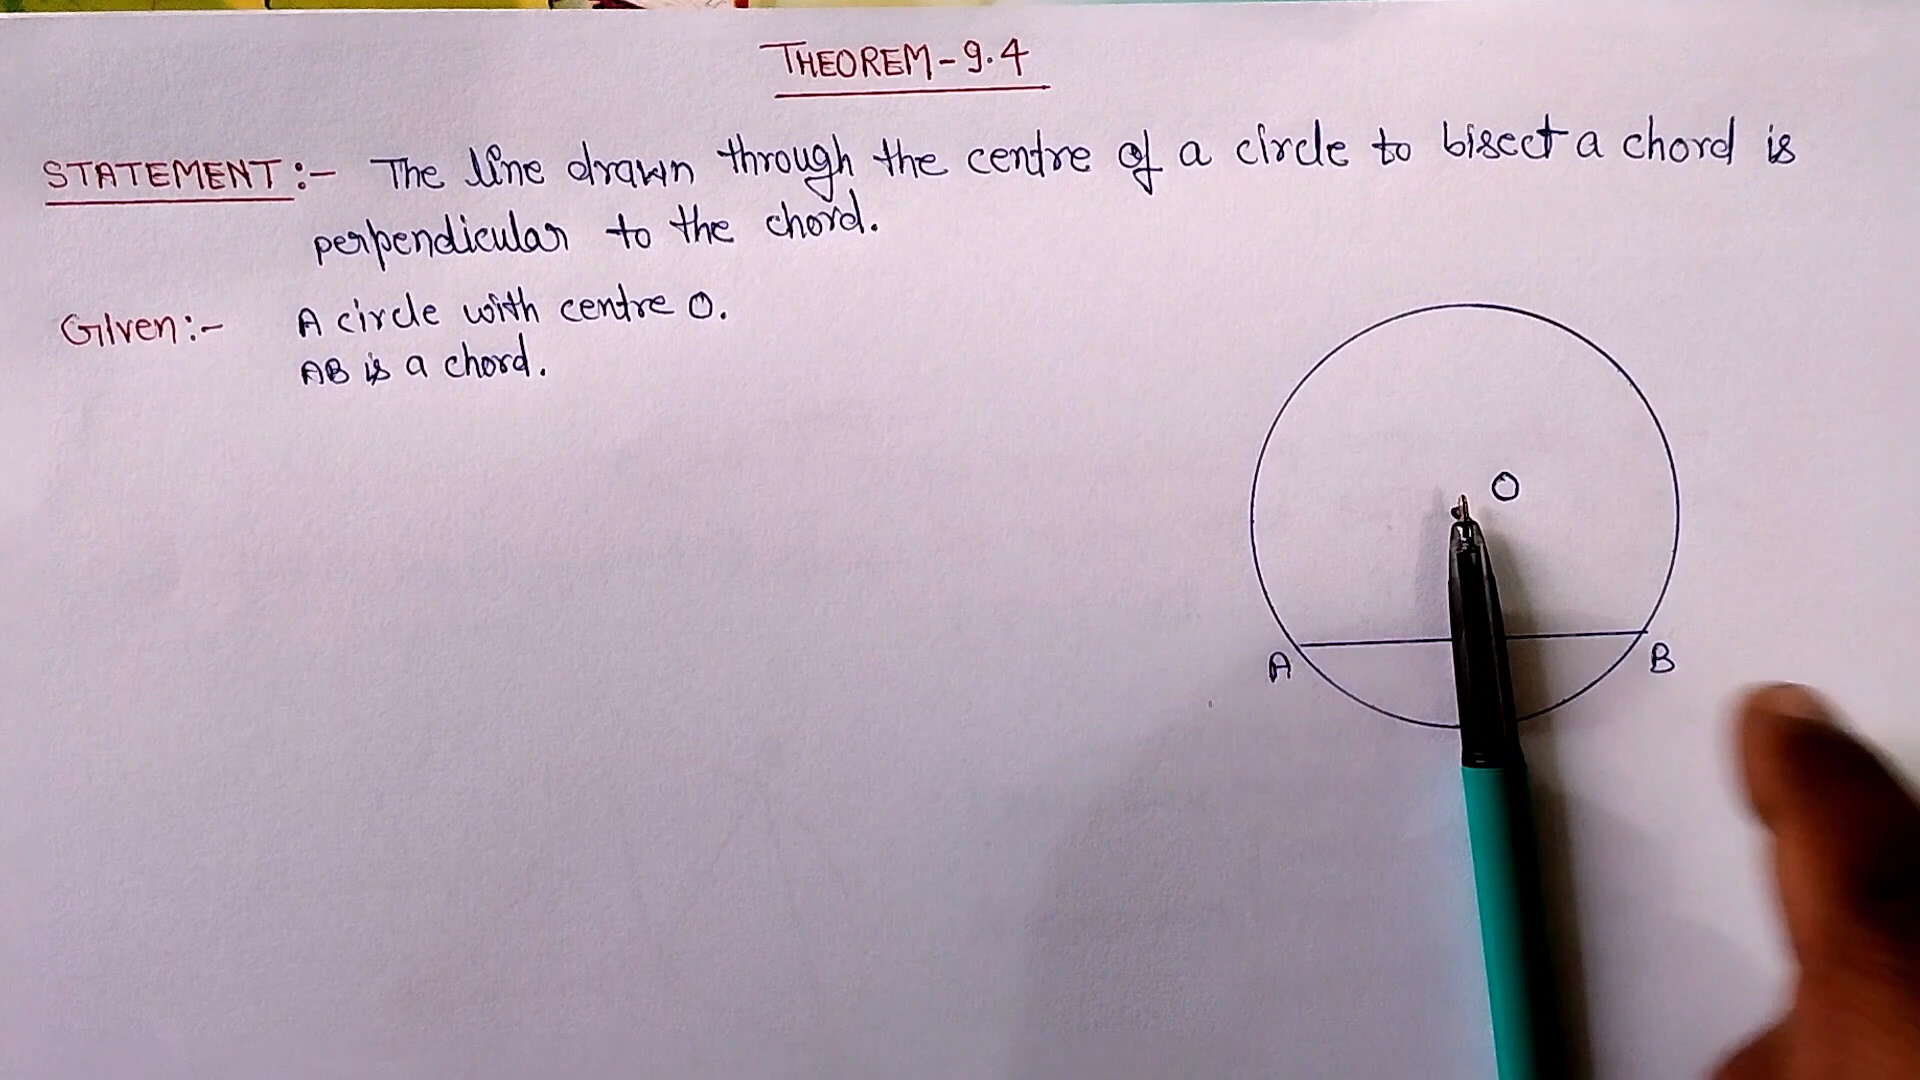 THEOREM-9.4
STATEMENT:- The line drawn through the centre of a circle to bisect a chord is
perpendicular to the chord.
Given:- A circle with centre O.
AB is a chord.
O
A
B